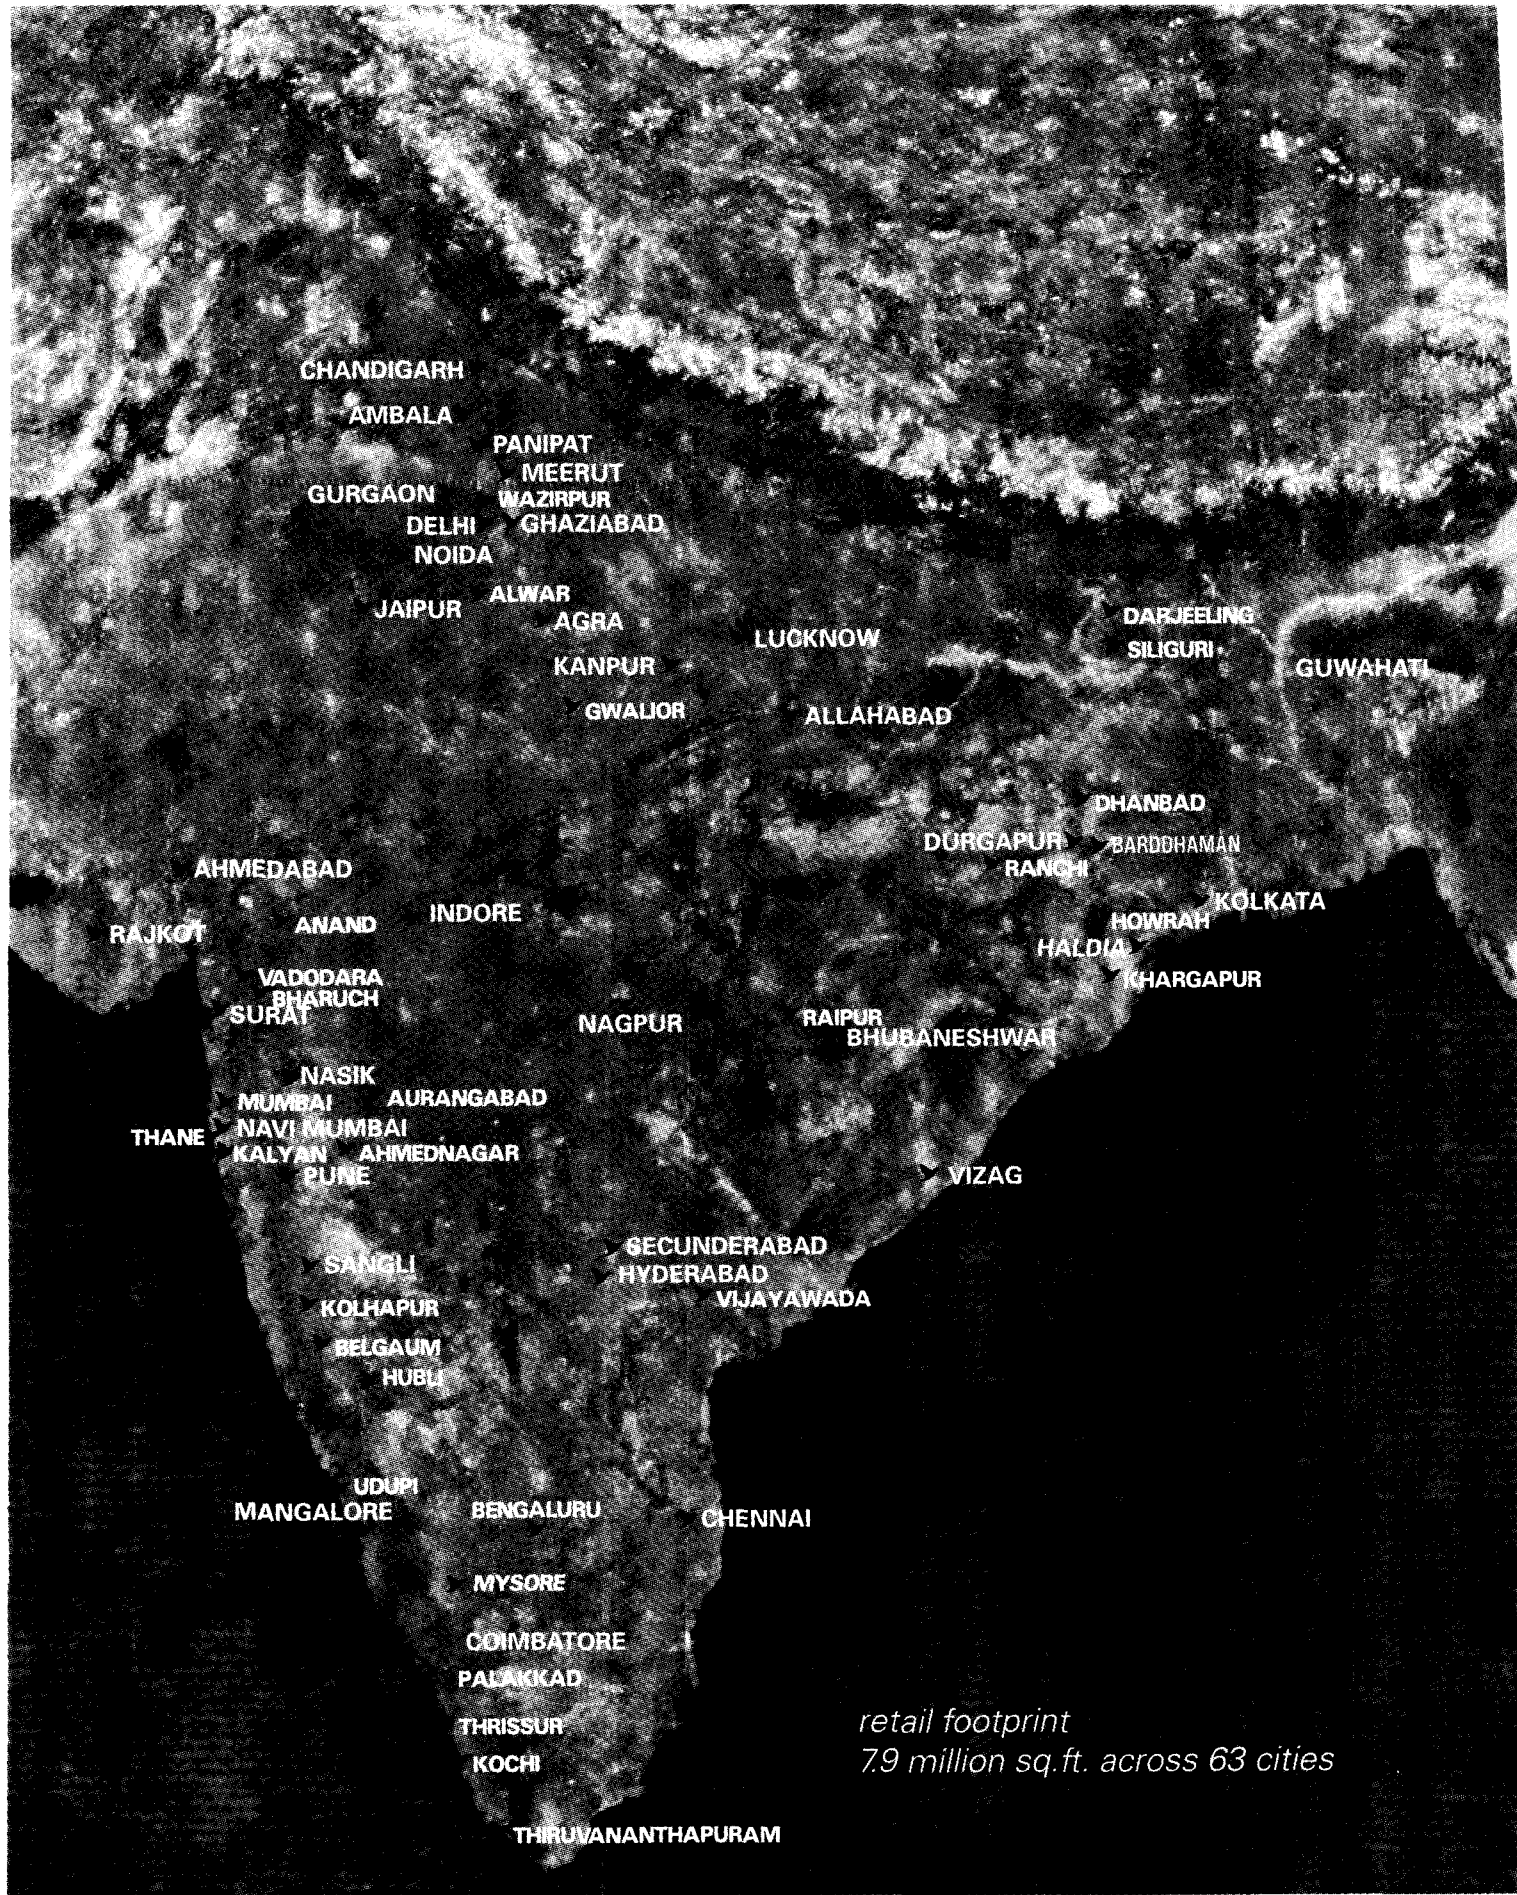 CHANDIGARH
AMBALA
PANIPAT
MEERUT
GURGAON
WAZIRPUR
DELHI
GHAZIABAD
NOIDA
ALWAR
JAIPUR
AGRA
DARJEELING
LUCKNOW
SILIGURI
KANPUR
GUWAHATI
GWALIOR
ALLAHABAD
DHANBAD
DURGAPUR
BARDDHAMAN
RANCHI
AHMEDABAD
KOLKATA
INDORE
HOWRAH
ANAND
RAJKOT
HALDIA
VADODARA
KHARGAPUR
BHARUCH
SURAT
RAIPUR
NAGPUR
BHUBANESHWAR
NASIK
AURANGABAD
MUMBAI
NAVI MUMBAI
THANE
KALYAN
AHMEDNAGAR
PUNE
VIZAG
SECUNDERABAD
SANGLI
HYDERABAD
VIJAYAWADA
KOLHAPUR
BELGAUM
HUBLI
UDUPI
MANGALORE
BENGALURU
CHENNAI
MYSORE
COIMBATORE
PALAKKAD
THRISSUR
KOCHI
THIRUVANANTHAPURAM
retail footprint
7.9 million sq.ft. across 63 cities